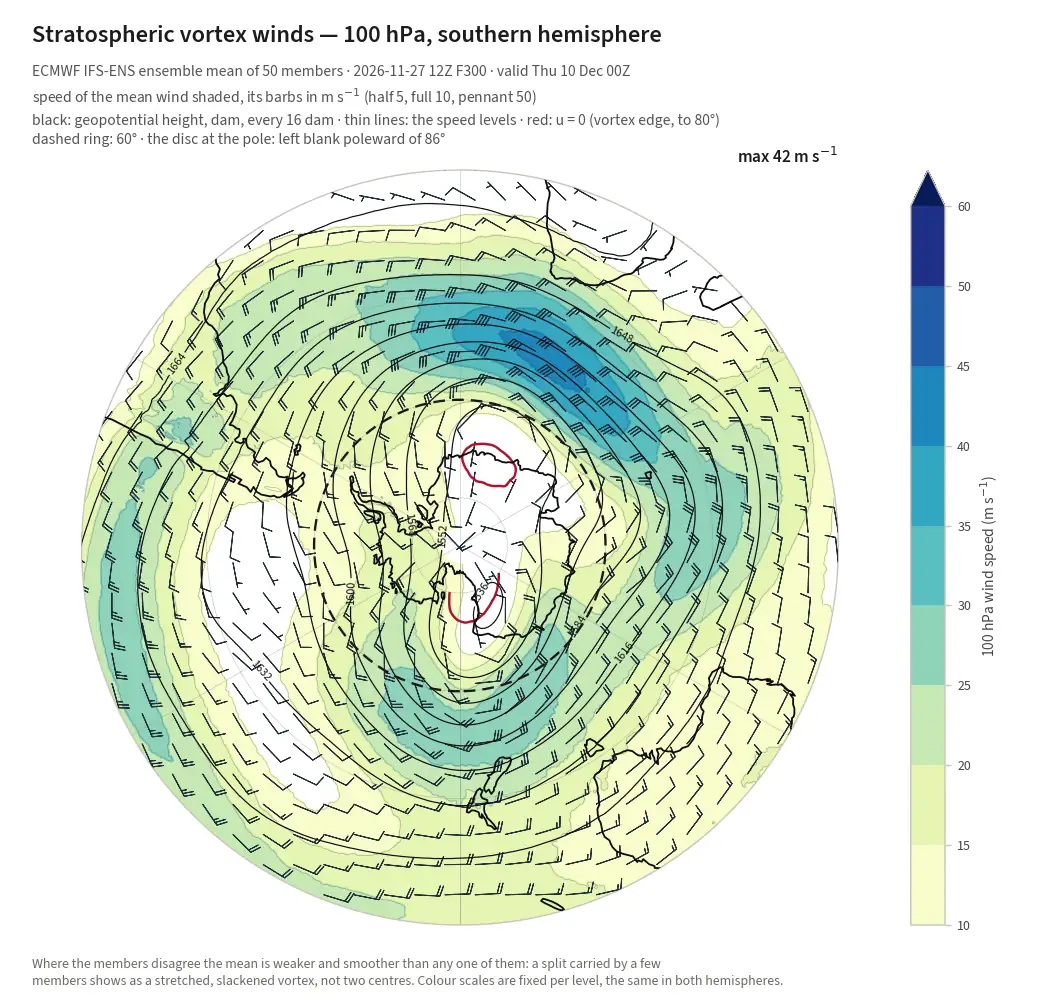 Stratospheric vortex winds — 100 hPa, southern hemisphere
ECMWF IFS-ENS ensemble mean of 50 members · 2026-11-27 12Z F300 · valid Thu 10 Dec 00Z
speed of the mean wind shaded, its barbs in m s⁻¹ (half 5, full 10, pennant 50)
black: geopotential height, dam, every 16 dam · thin lines: the speed levels · red: u = 0 (vortex edge, to 80°)
dashed ring: 60° · the disc at the pole: left blank poleward of 86°
max 42 m s⁻¹
60
50
45
40
35
30
25
20
15
10
100 hPa wind speed (m s⁻¹)
1648
1664
1552
1600
1584
1616
1632
Where the members disagree the mean is weaker and smoother than any one of them: a split carried by a few
members shows as a stretched, slackened vortex, not two centres. Colour scales are fixed per level, the same in both hemispheres.